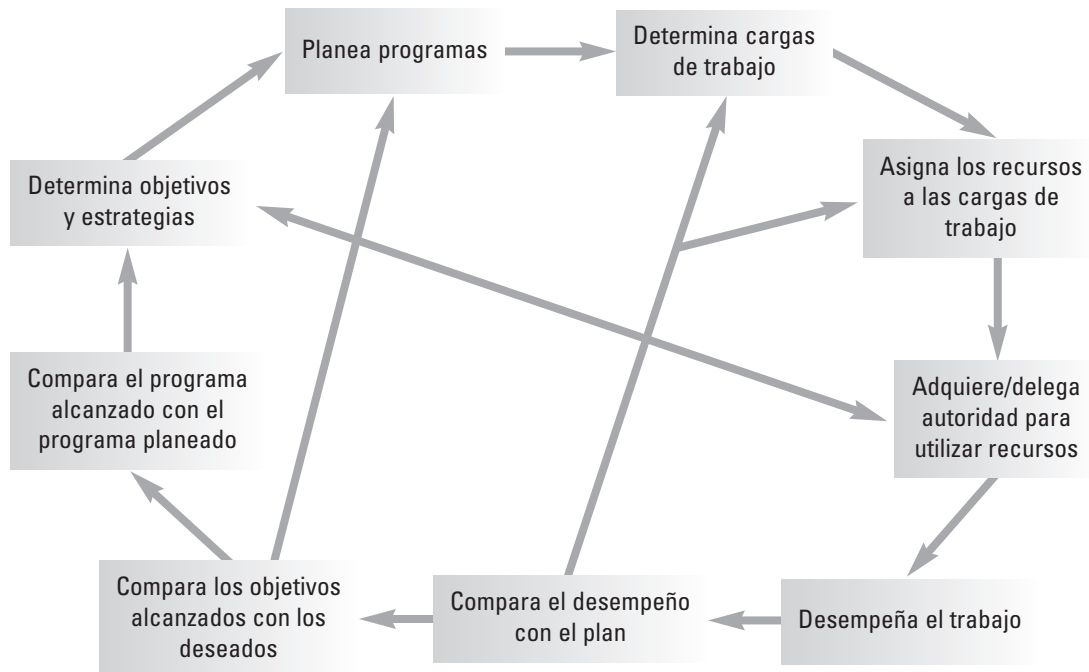 Planea programas
Determina cargas
de trabajo
Asigna los recursos
a las cargas de
trabajo
Determina objetivos
y estrategias
Adquiere/delega
autoridad para
utilizar recursos
Compara el programa
alcanzado con el
programa planeado
Compara los objetivos
alcanzados con los
deseados
Compara el desempeño
con el plan
Desempeña el trabajo